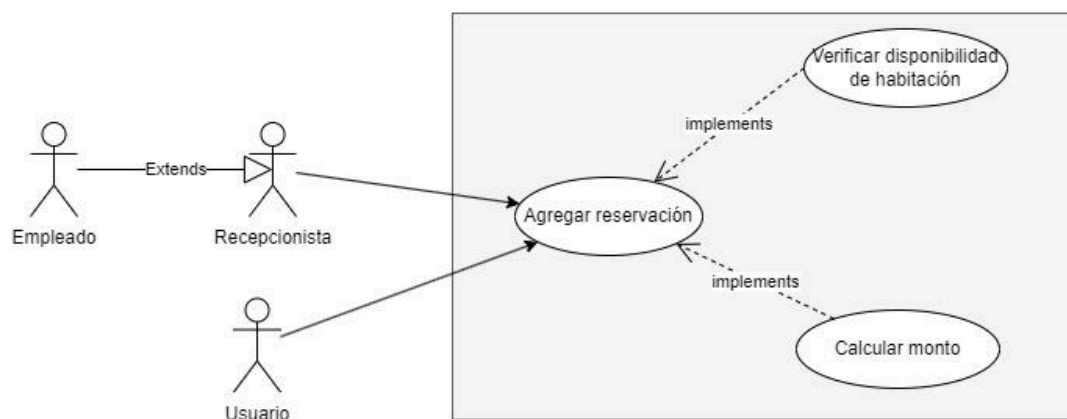 Verificar disponibilidad
de habitación
implements
Extends
Agregar reservación
Empleado
Recepcionista
implements
Calcular monto
Usuario